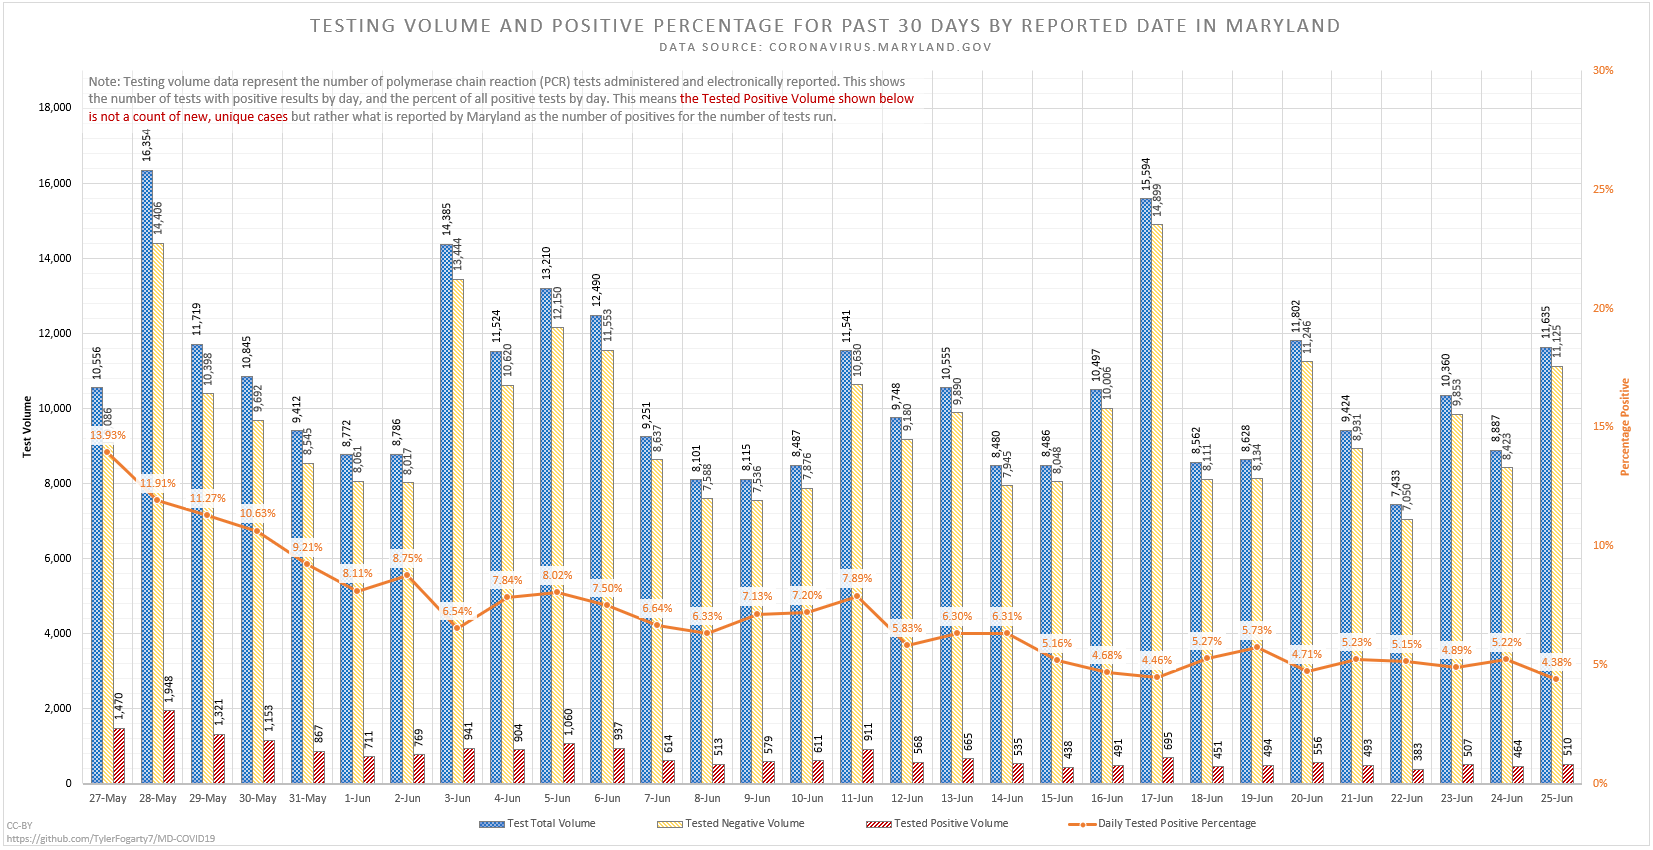 TESTING VOLUME AND POSITIVE PERCENTAGE FOR PAST 30 DAYS BY REPORTED DATE IN MARYLAND
DATA SOURCE: CORONAVIRUS.MARYLAND.GOV
Note: Testing volume data represent the number of polymerase chain reaction (PCR) tests administered and electronically reported. This shows
the number of tests with positive results by day, and the percent of all positive tests by day. This means the Tested Positive Volume shown below
is not a count of new, unique cases but rather what is reported by Maryland as the number of positives for the number of tests run.
Test Volume
18,000
16,000
14,000
12,000
10,000
8,000
6,000
4,000
2,000
0
30%
25%
20%
15%
10%
5%
0%
Percentage Positive
10,556 086 13.93% 1,470
16,354 14,406 11.91% 1,948
11,719 10,398 11.27% 1,321
10,845 9,692 10.63% 1,153
9,412 8,545 9.21% 867
8,772 8,061 8.11% 711
8,786 8,017 8.75% 769
14,385 13,444 6.54% 941
11,524 10,620 7.84% 904
13,210 12,150 8.02% 1,060
12,490 11,553 7.50% 937
9,251 8,637 6.64% 614
8,101 7,588 6.33% 513
8,115 7,536 7.13% 579
8,487 7,876 7.20% 611
11,541 10,630 7.89% 911
9,748 9,180 5.83% 568
10,555 9,890 6.30% 665
8,480 7,945 6.31% 535
8,486 8,048 5.16% 438
10,497 10,006 4.68% 491
15,594 14,899 4.46% 695
8,562 8,111 5.27% 451
8,628 8,134 5.73% 494
11,802 11,246 4.71% 556
9,424 8,931 5.23% 493
7,433 7,050 5.15% 383
10,360 9,853 4.89% 507
8,887 8,423 5.22% 464
11,635 11,125 4.38% 510
27-May 28-May 29-May 30-May 31-May 1-Jun 2-Jun 3-Jun 4-Jun 5-Jun 6-Jun 7-Jun 8-Jun 9-Jun 10-Jun 11-Jun 12-Jun 13-Jun 14-Jun 15-Jun 16-Jun 17-Jun 18-Jun 19-Jun 20-Jun 21-Jun 22-Jun 23-Jun 24-Jun 25-Jun
Test Total Volume Tested Negative Volume Tested Positive Volume Daily Tested Positive Percentage
CC-BY
https://github.com/TylerFogarty7/MD-COVID19